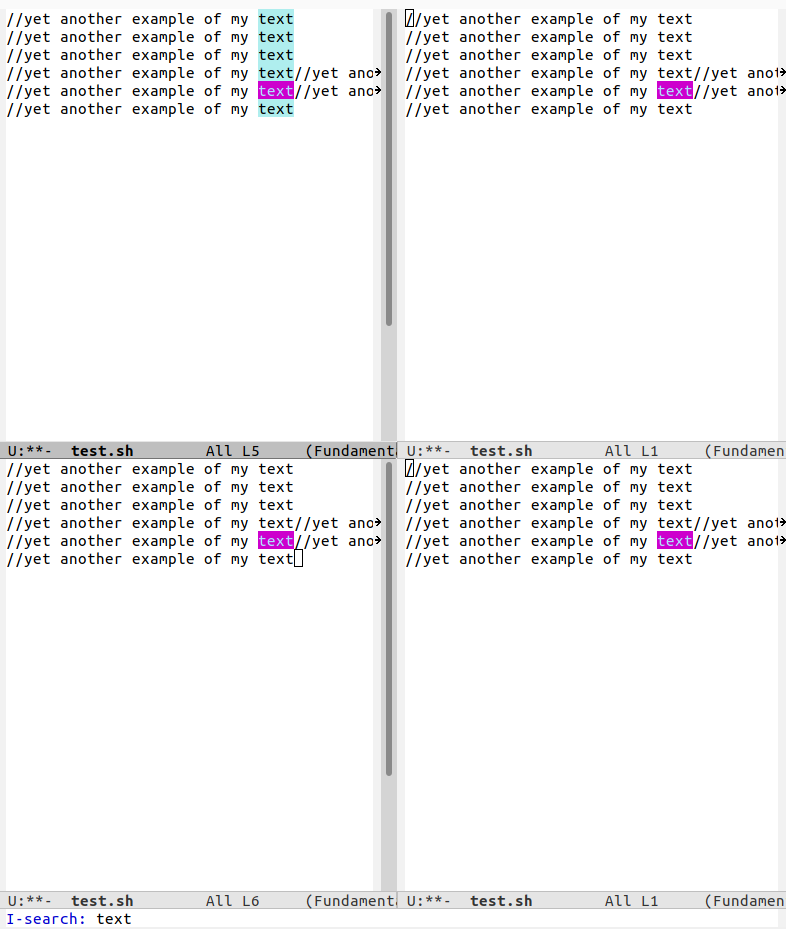 //yet another example of my text
//yet another example of my text
//yet another example of my text
//yet another example of my text//yet ano
//yet another example of my text//yet ano
//yet another example of my text
U:**-  test.sh        All L5     (Fundament
//yet another example of my text
//yet another example of my text
//yet another example of my text
//yet another example of my text//yet anot
//yet another example of my text//yet anot
//yet another example of my text
U:**-  test.sh        All L1     (Fundamen
//yet another example of my text
//yet another example of my text
//yet another example of my text
//yet another example of my text//yet ano
//yet another example of my text//yet ano
//yet another example of my text
U:**-  test.sh        All L6     (Fundament
//yet another example of my text
//yet another example of my text
//yet another example of my text
//yet another example of my text//yet anot
//yet another example of my text//yet anot
//yet another example of my text
U:**-  test.sh        All L1     (Fundamen
I-search: text